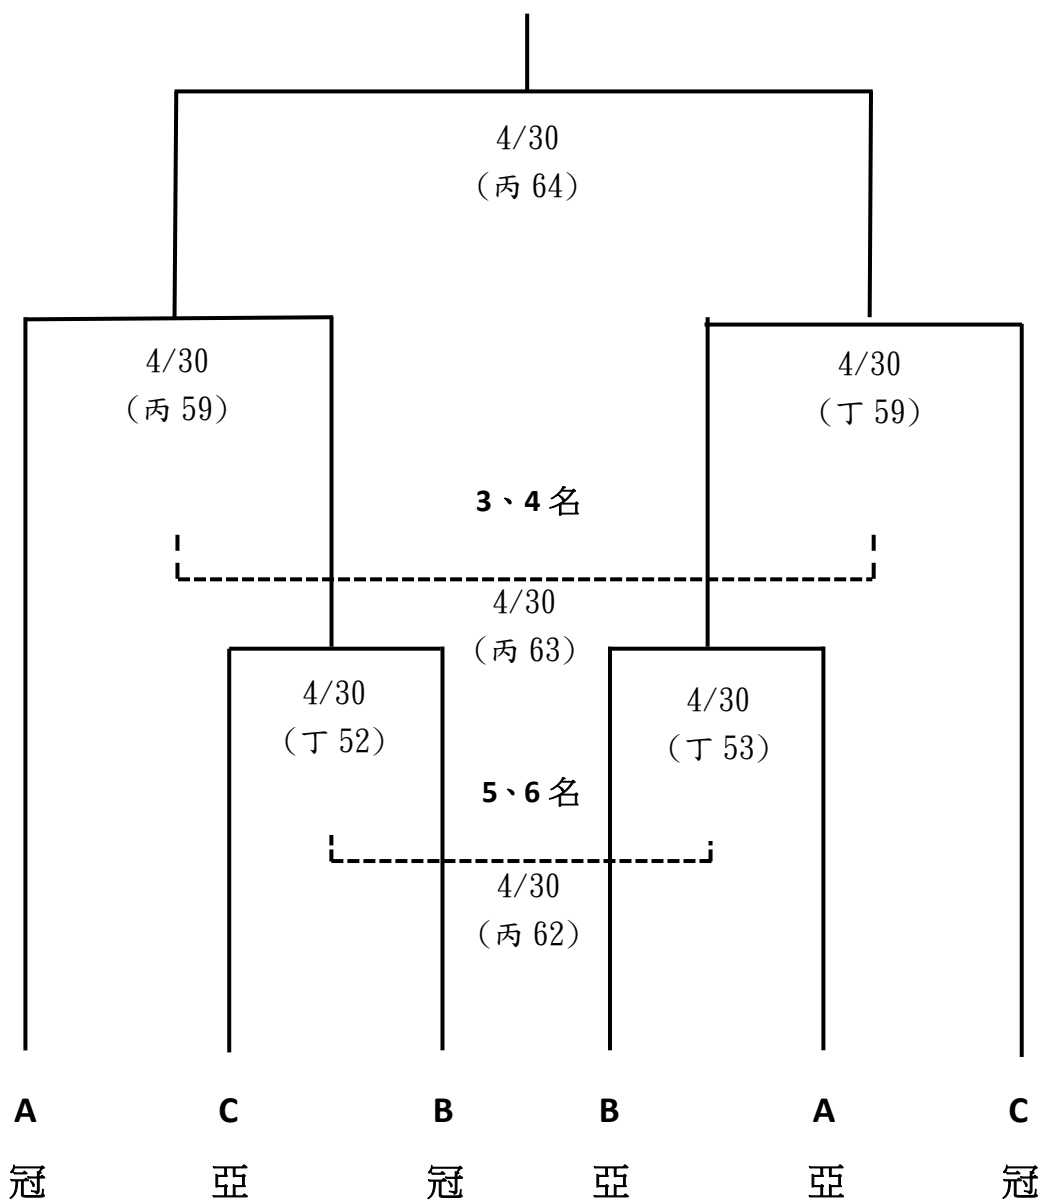 4/30
(丙 64)
4/30
(丙 59)
4/30
(丁 59)
3、4 名
4/30
(丙 63)
4/30
(丁 52)
4/30
(丁 53)
5、6 名
4/30
(丙 62)
A C B B A C
冠 亞 冠 亞 亞 冠